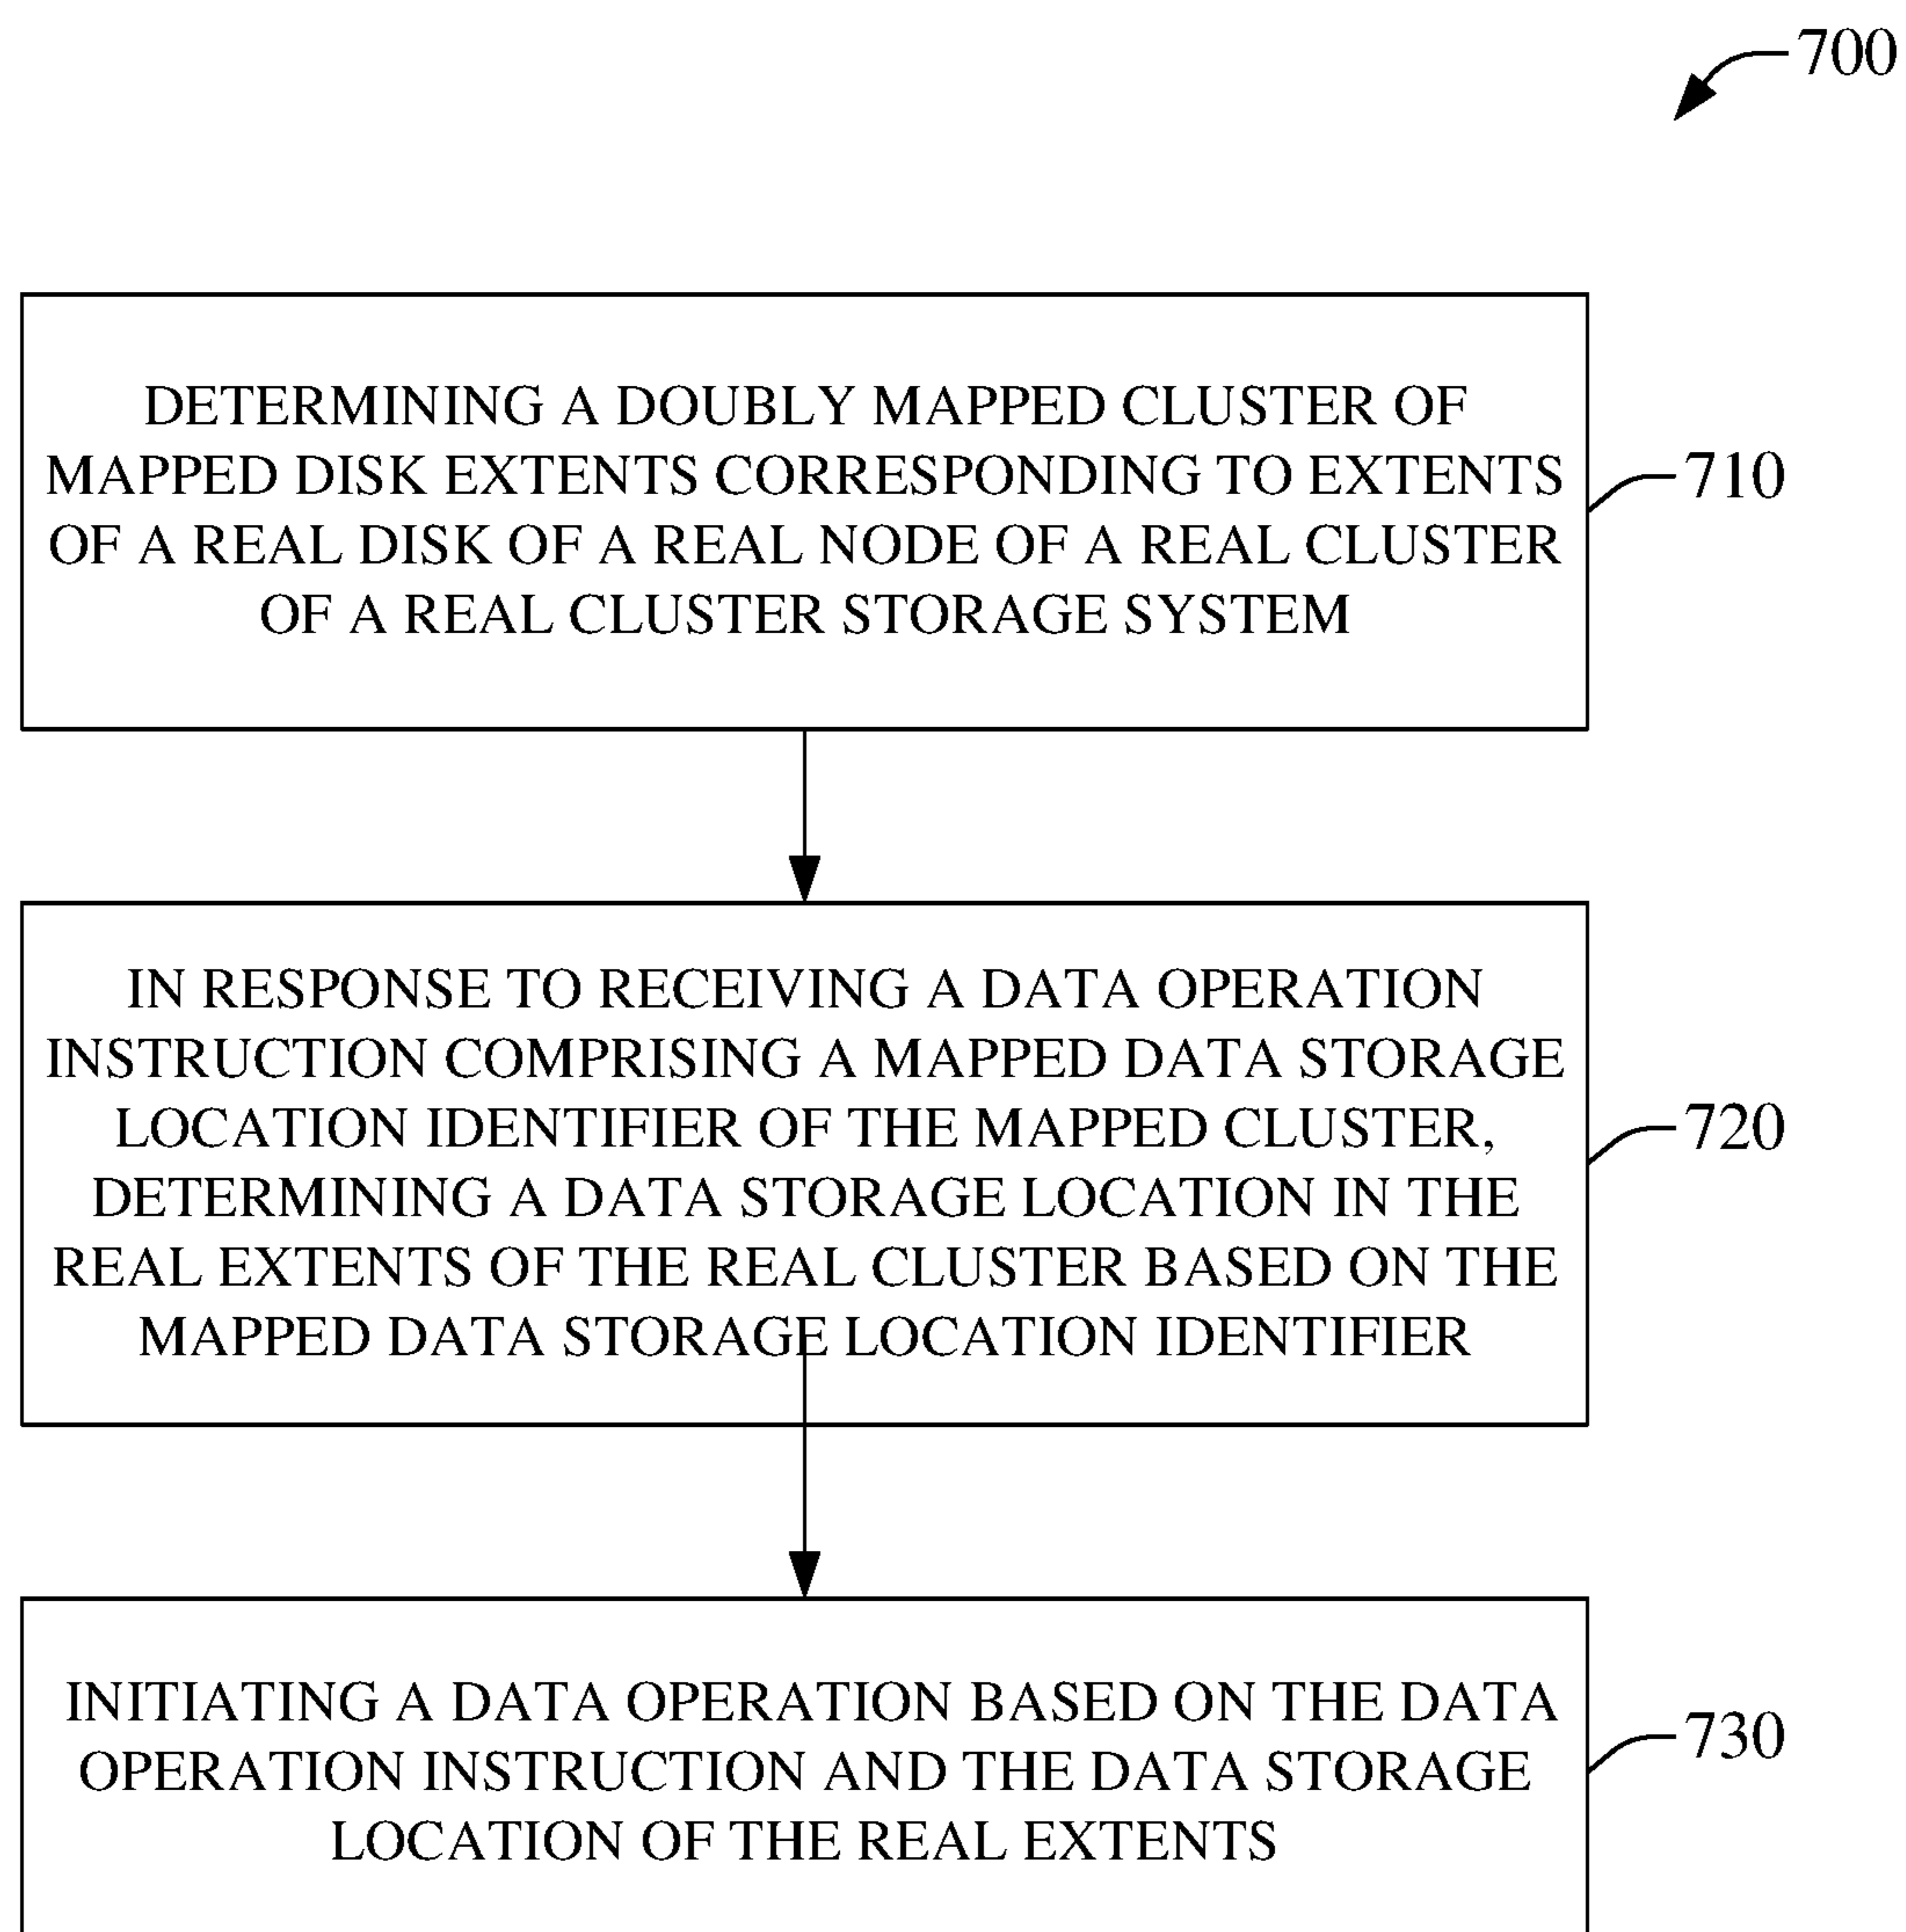 700
DETERMINING A DOUBLY MAPPED CLUSTER OF
MAPPED DISK EXTENTS CORRESPONDING TO EXTENTS
OF A REAL DISK OF A REAL NODE OF A REAL CLUSTER
OF A REAL CLUSTER STORAGE SYSTEM
710
IN RESPONSE TO RECEIVING A DATA OPERATION
INSTRUCTION COMPRISING A MAPPED DATA STORAGE
LOCATION IDENTIFIER OF THE MAPPED CLUSTER,
DETERMINING A DATA STORAGE LOCATION IN THE
REAL EXTENTS OF THE REAL CLUSTER BASED ON THE
MAPPED DATA STORAGE LOCATION IDENTIFIER
720
INITIATING A DATA OPERATION BASED ON THE DATA
OPERATION INSTRUCTION AND THE DATA STORAGE
LOCATION OF THE REAL EXTENTS
730